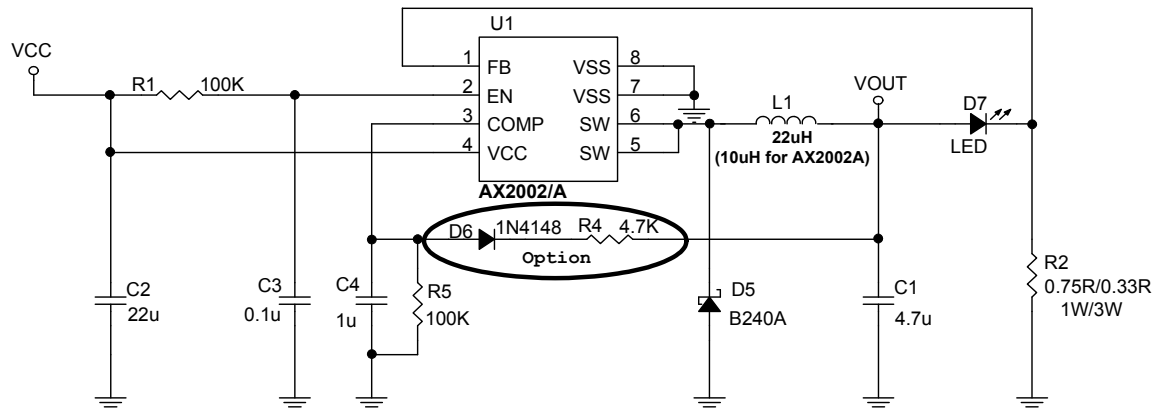 U1
VCC
R1
100K
1
2
3
4
FB
EN
COMP
VCC
VSS
VSS
SW
SW
8
7
6
5
AX2002/A
L1
22uH
(10uH for AX2002A)
VOUT
D7
LED
D6
1N4148
R4
4.7K
Option
C2
22u
C3
0.1u
C4
1u
R5
100K
D5
B240A
C1
4.7u
R2
0.75R/0.33R
1W/3W